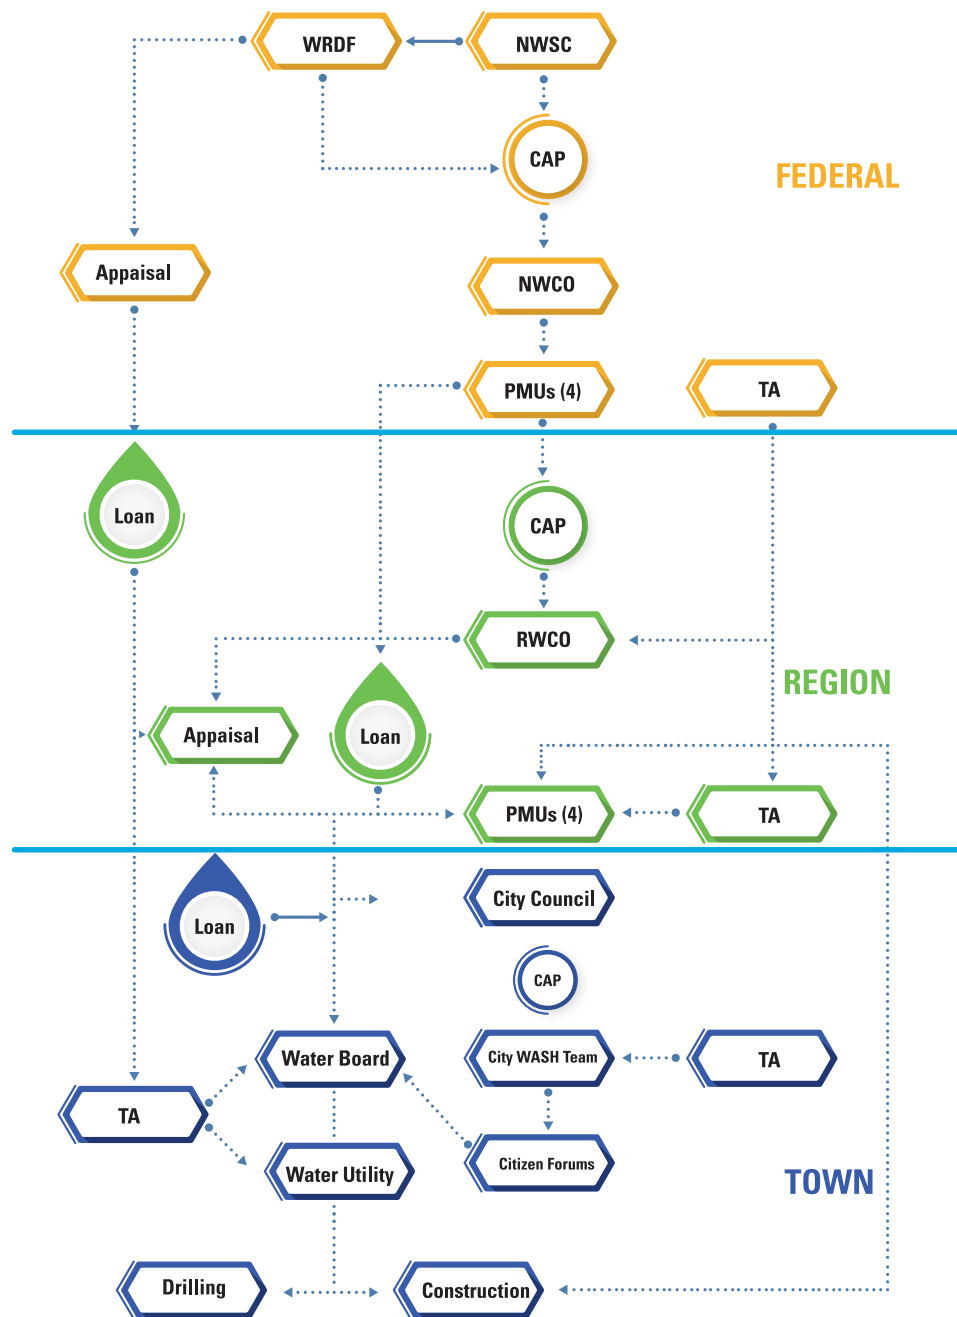 WRDF
NWSC
CAP
FEDERAL
Appaisal
NWCO
PMUs (4)
TA
Loan
CAP
RWCO
REGION
Appaisal
Loan
PMUs (4)
TA
City Council
Loan
CAP
Water Board
City WASH Team
TA
TA
Citizen Forums
Water Utility
TOWN
Drilling
Construction